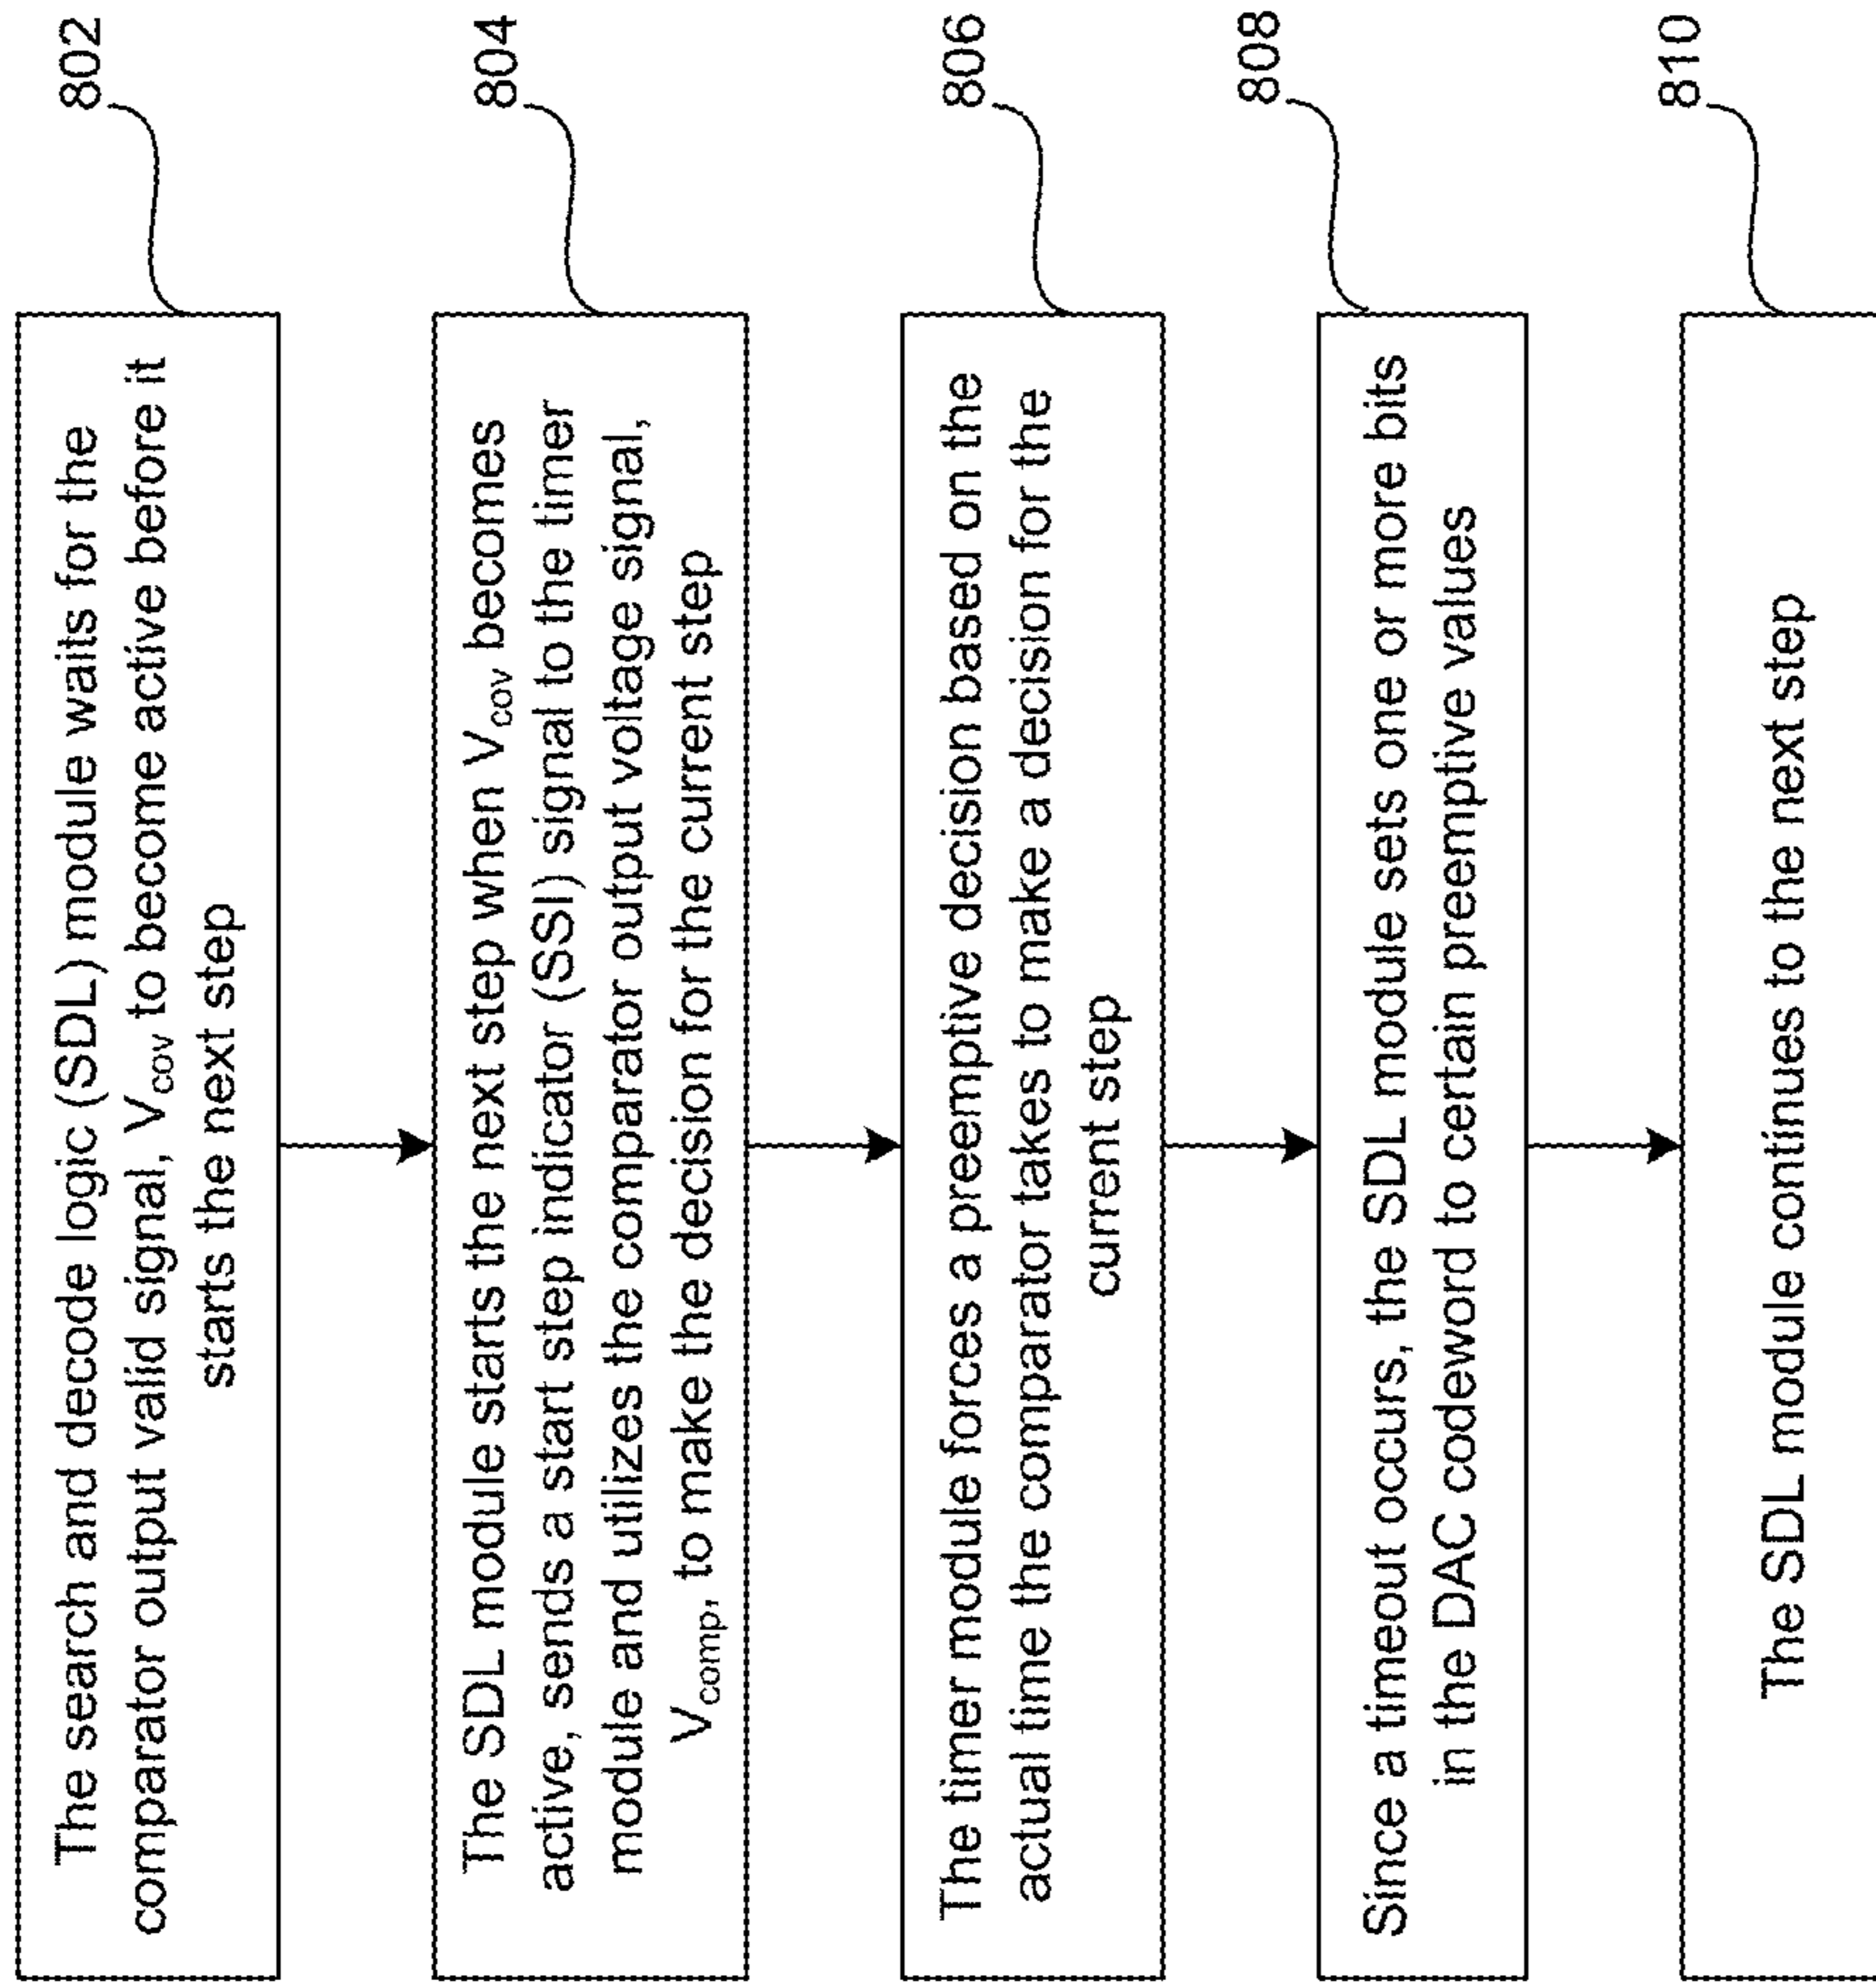 802
The search and decode logic (SDL) module waits for the
comparator output valid signal, Vcov to become active before it
starts the next step
804
The SDL module starts the next step when Vcov becomes
active, sends a start step indicator (SSI) signal to the timer
module and utilizes the comparator output voltage signal,
Vcomp, to make the decision for the current step
806
The timer module forces a preemptive decision based on the
actual time the comparator takes to make a decision for the
current step
808
Since a timeout occurs, the SDL module sets one or more bits
in the DAC codeword to certain preemptive values
810
The SDL module continues to the next step